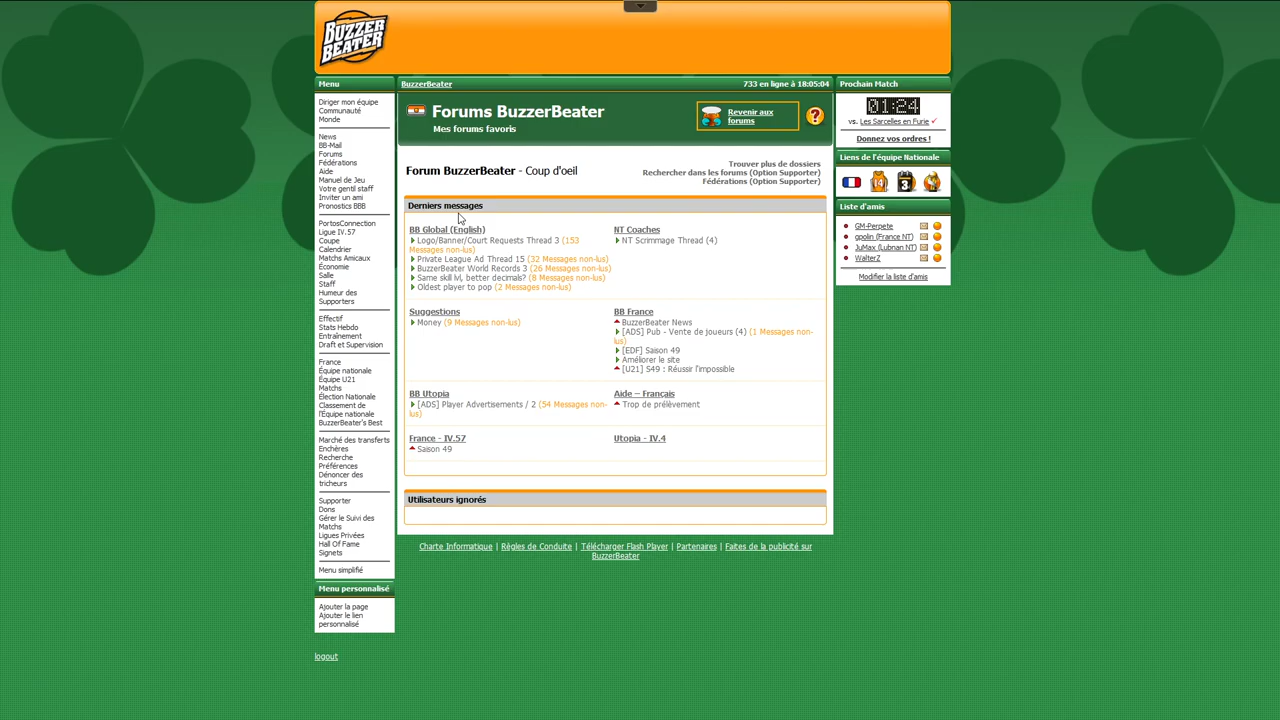 BUZZER
BEATER
Menu
Diriger mon équipe
Communauté
Monde
News
BB-Mail
Forums
Fédérations
Aide
Manuel de Jeu
Votre gentil staff
Inviter un ami
Pronostics BBB
PortosConnection
Ligue IV.57
Coupe
Calendrier
Matchs Amicaux
Économie
Salle
Staff
Humeur des
Supporters
Effectif
Stats Hebdo
Entraînement
Draft et Supervision
France
Équipe nationale
Équipe U21
Matchs
Élection Nationale
Classement de
l'Équipe nationale
BuzzerBeater's Best
Marché des transferts
Enchères
Recherche
Préférences
Dénoncer des
tricheurs
Supporter
Dons
Gérer le Suivi des
Matchs
Ligues Privées
Hall Of Fame
Signets
Menu simplifié
Menu personnalisé
Ajouter la page
Ajouter le lien
personnalisé
logout
BuzzerBeater 733 en ligne à 18:05:04
Forums BuzzerBeater
Mes forums favoris
Revenir aux
forums
?
Forum BuzzerBeater - Coup d'oeil
Trouver plus de dossiers
Rechercher dans les forums (Option Supporter)
Fédérations (Option Supporter)
Derniers messages
BB Global (English)
Logo/Banner/Court Requests Thread 3 (153
Messages non-lus)
Private League Ad Thread 15 (32 Messages non-lus)
BuzzerBeater World Records 3 (26 Messages non-lus)
Same skill lvl, better decimals? (8 Messages non-lus)
Oldest player to pop (2 Messages non-lus)
NT Coaches
NT Scrimmage Thread (4)
Suggestions
Money (9 Messages non-lus)
BB France
BuzzerBeater News
[ADS] Pub - Vente de joueurs (4) (1 Messages non-
lus)
[EDF] Saison 49
Améliorer le site
[U21] S49 : Réussir l'impossible
BB Utopia
[ADS] Player Advertisements / 2 (54 Messages non-
lus)
Aide – Français
Trop de prélèvement
France - IV.57
Saison 49
Utopia - IV.4
Utilisateurs ignorés
Charte Informatique | Règles de Conduite | Télécharger Flash Player | Partenaires | Faites de la publicité sur
BuzzerBeater
Prochain Match
01:24
vs. Les Sarcelles en Furie
Donnez vos ordres !
Liens de l'équipe Nationale
14
3
Liste d'amis
GM-Perpete
gpolin (France NT)
JuMax (Lubnan NT)
WalterZ
Modifier la liste d'amis